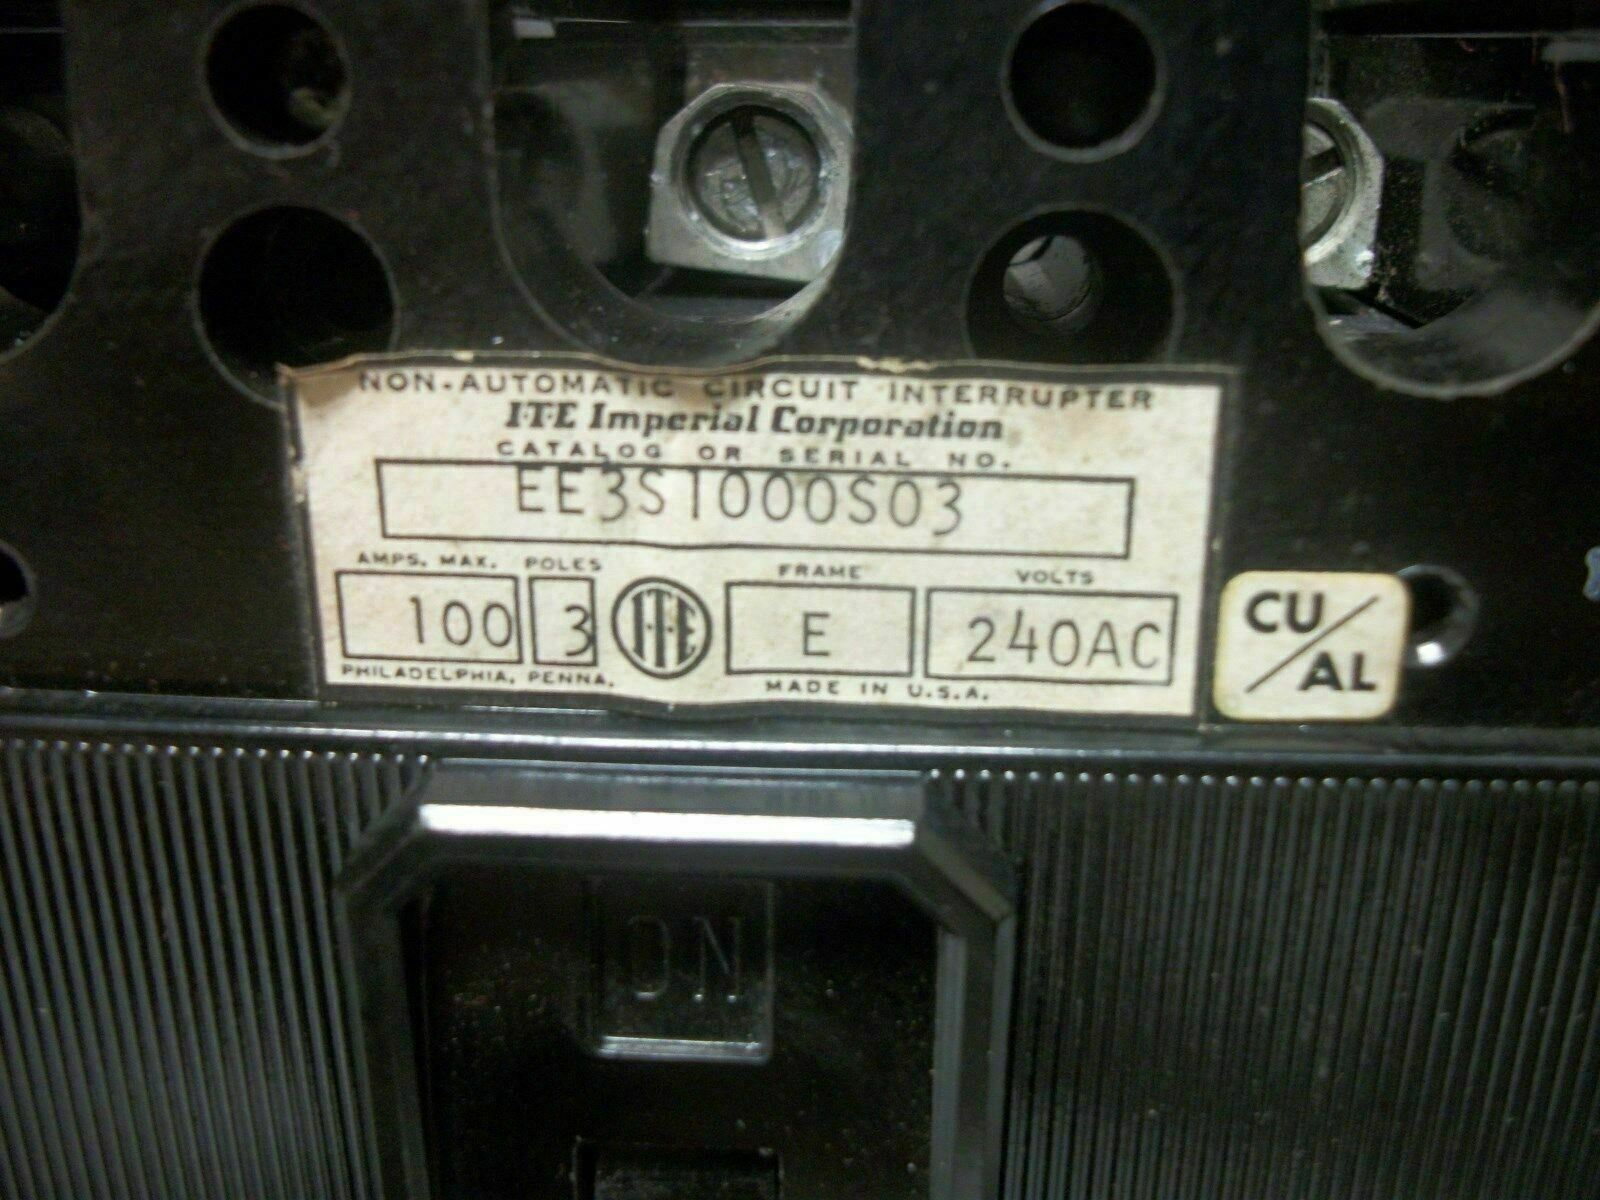 NON-AUTOMATIC CIRCUIT INTERRUPTER
I-T-E Imperial Corporation
CATALOG OR SERIAL NO.
EE3S1000S03
AMPS. MAX. POLES FRAME VOLTS
100 3 I-T-E E 240AC
PHILADELPHIA, PENNA. MADE IN U.S.A.
CU/AL
ON